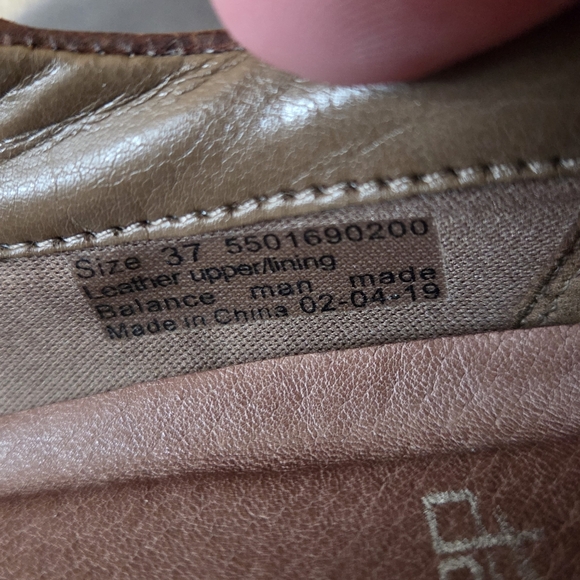 Size 37 5501690200
Leather upper/lining
Balance man made
Made in China 02-04-19